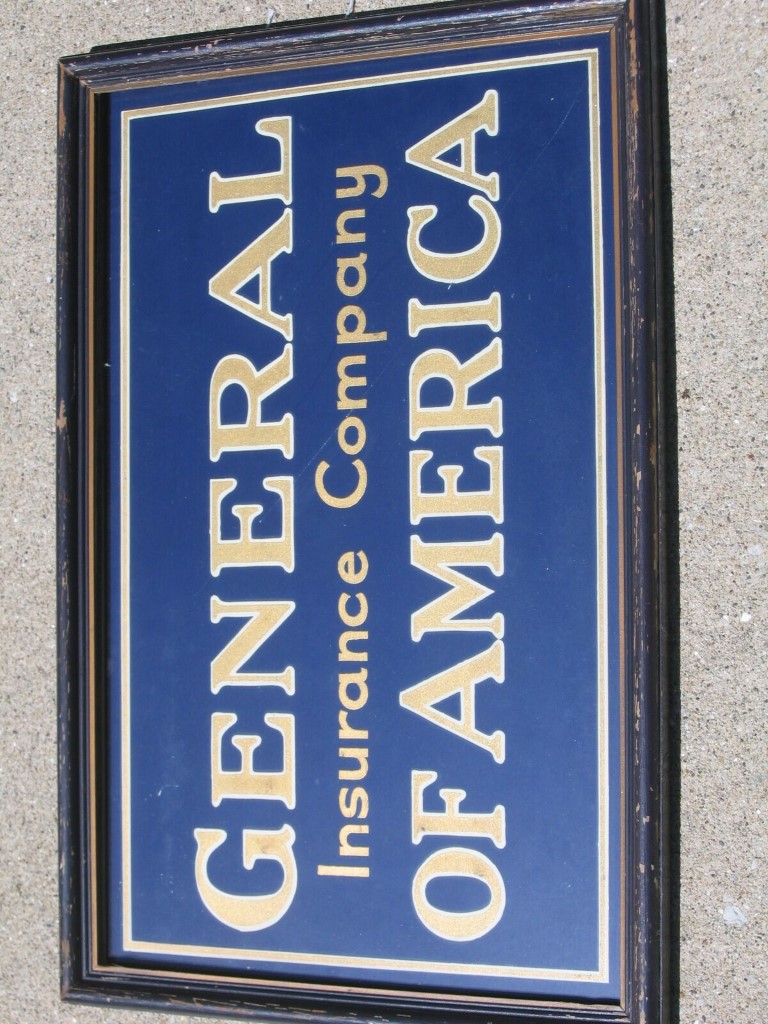 GENERAL
Insurance Company
OF AMERICA